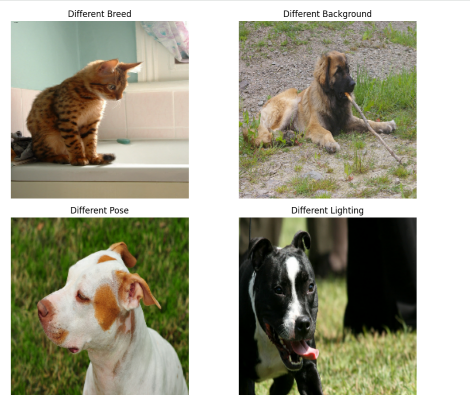 Different Breed
Different Background
Different Pose
Different Lighting